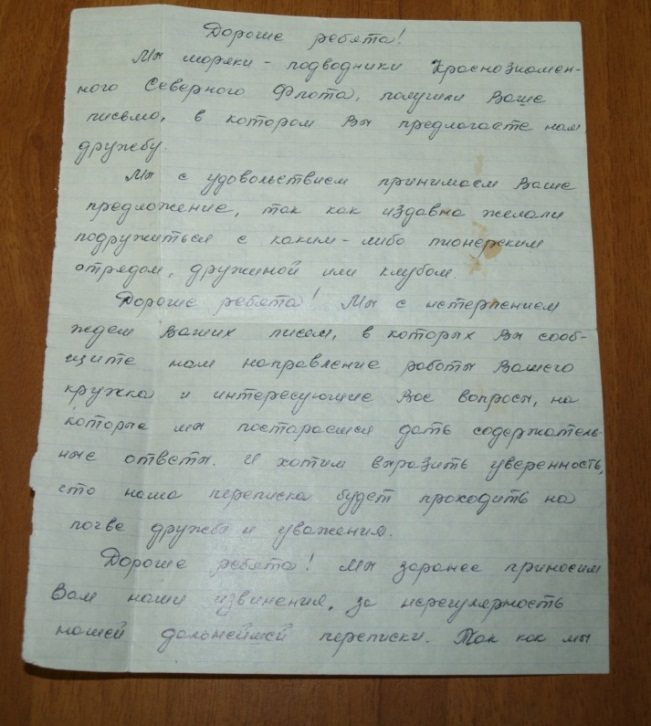 Дорогие ребята!
Мы моряки - подводники Краснознамен-
ного Северного Флота, получили Ваше
письмо, в котором Вы предлагаете нам
дружбу.
Мы с удовольствием принимаем Ваше
предложение, так как издавна желали
подружиться с каким-либо пионерским
отрядом, дружиной или клубом.
Дорогие ребята! Мы с нетерпением
ждем Ваших писем, в которых Вы сооб-
щите нам направление работы Вашего
кружка и интересующие Вас вопросы, на
которые мы постараемся дать содержатель
ные ответы. И хотим выразить уверенность,
что наша переписка будет проходить на
почве дружбы и уважения.
Дорогие ребята! Мы заранее приносим
Вам наши извинения, за нерегулярность
нашей дальнейшей переписки. Так как мы